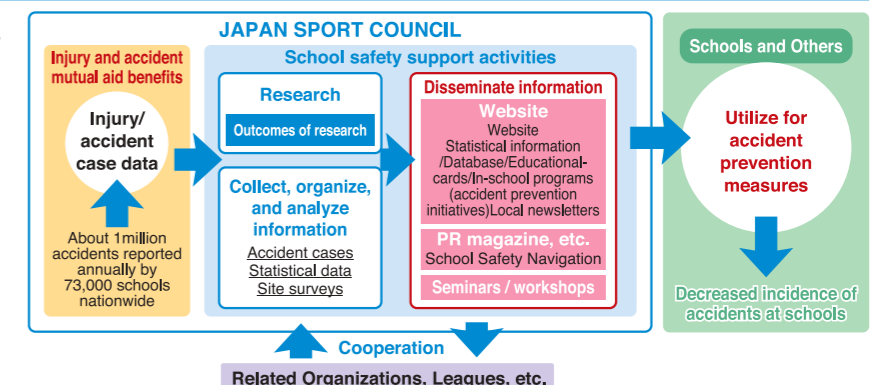 JAPAN SPORT COUNCIL
Injury and accident
mutual aid benefits
Injury/
accident
case data
About 1million
accidents reported
annually by
73,000 schools
nationwide
School safety support activities
Research
Outcomes of research
Collect, organize,
and analyze
information
Accident cases
Statistical data
Site surveys
Disseminate information
Website
Website
Statistical information
/Database/Educational-
cards/In-school programs
(accident prevention
initiatives)Local newsletters
PR magazine, etc.
School Safety Navigation
Seminars / workshops
Schools and Others
Utilize for
accident
prevention
measures
Decreased incidence of
accidents at schools
Cooperation
Related Organizations, Leagues, etc.